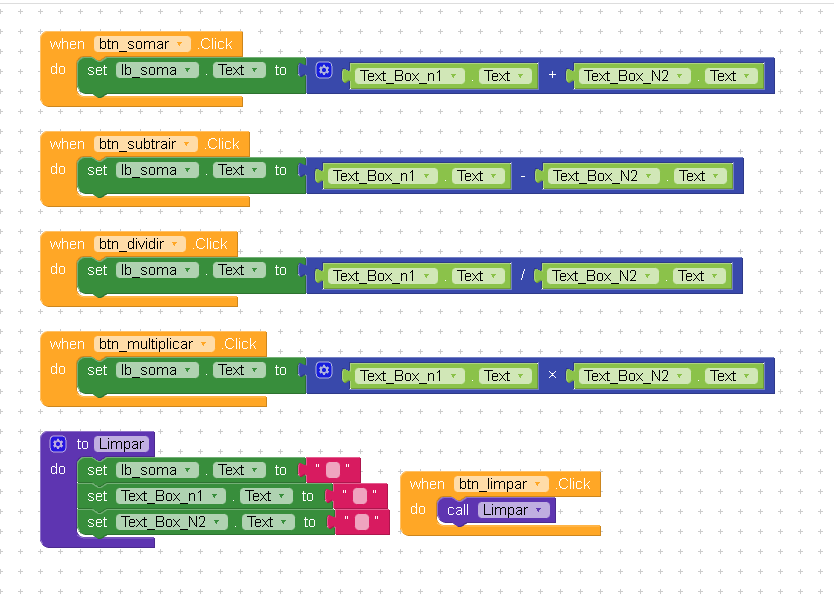 when btn_somar .Click
do set lb_soma . Text to Text_Box_n1 . Text + Text_Box_N2 . Text
when btn_subtrair .Click
do set lb_soma . Text to Text_Box_n1 . Text - Text_Box_N2 . Text
when btn_dividir .Click
do set lb_soma . Text to Text_Box_n1 . Text / Text_Box_N2 . Text
when btn_multiplicar .Click
do set lb_soma . Text to Text_Box_n1 . Text × Text_Box_N2 . Text
to Limpar
do set lb_soma . Text to " "
set Text_Box_n1 . Text to " "
set Text_Box_N2 . Text to " "
when btn_limpar .Click
do call Limpar